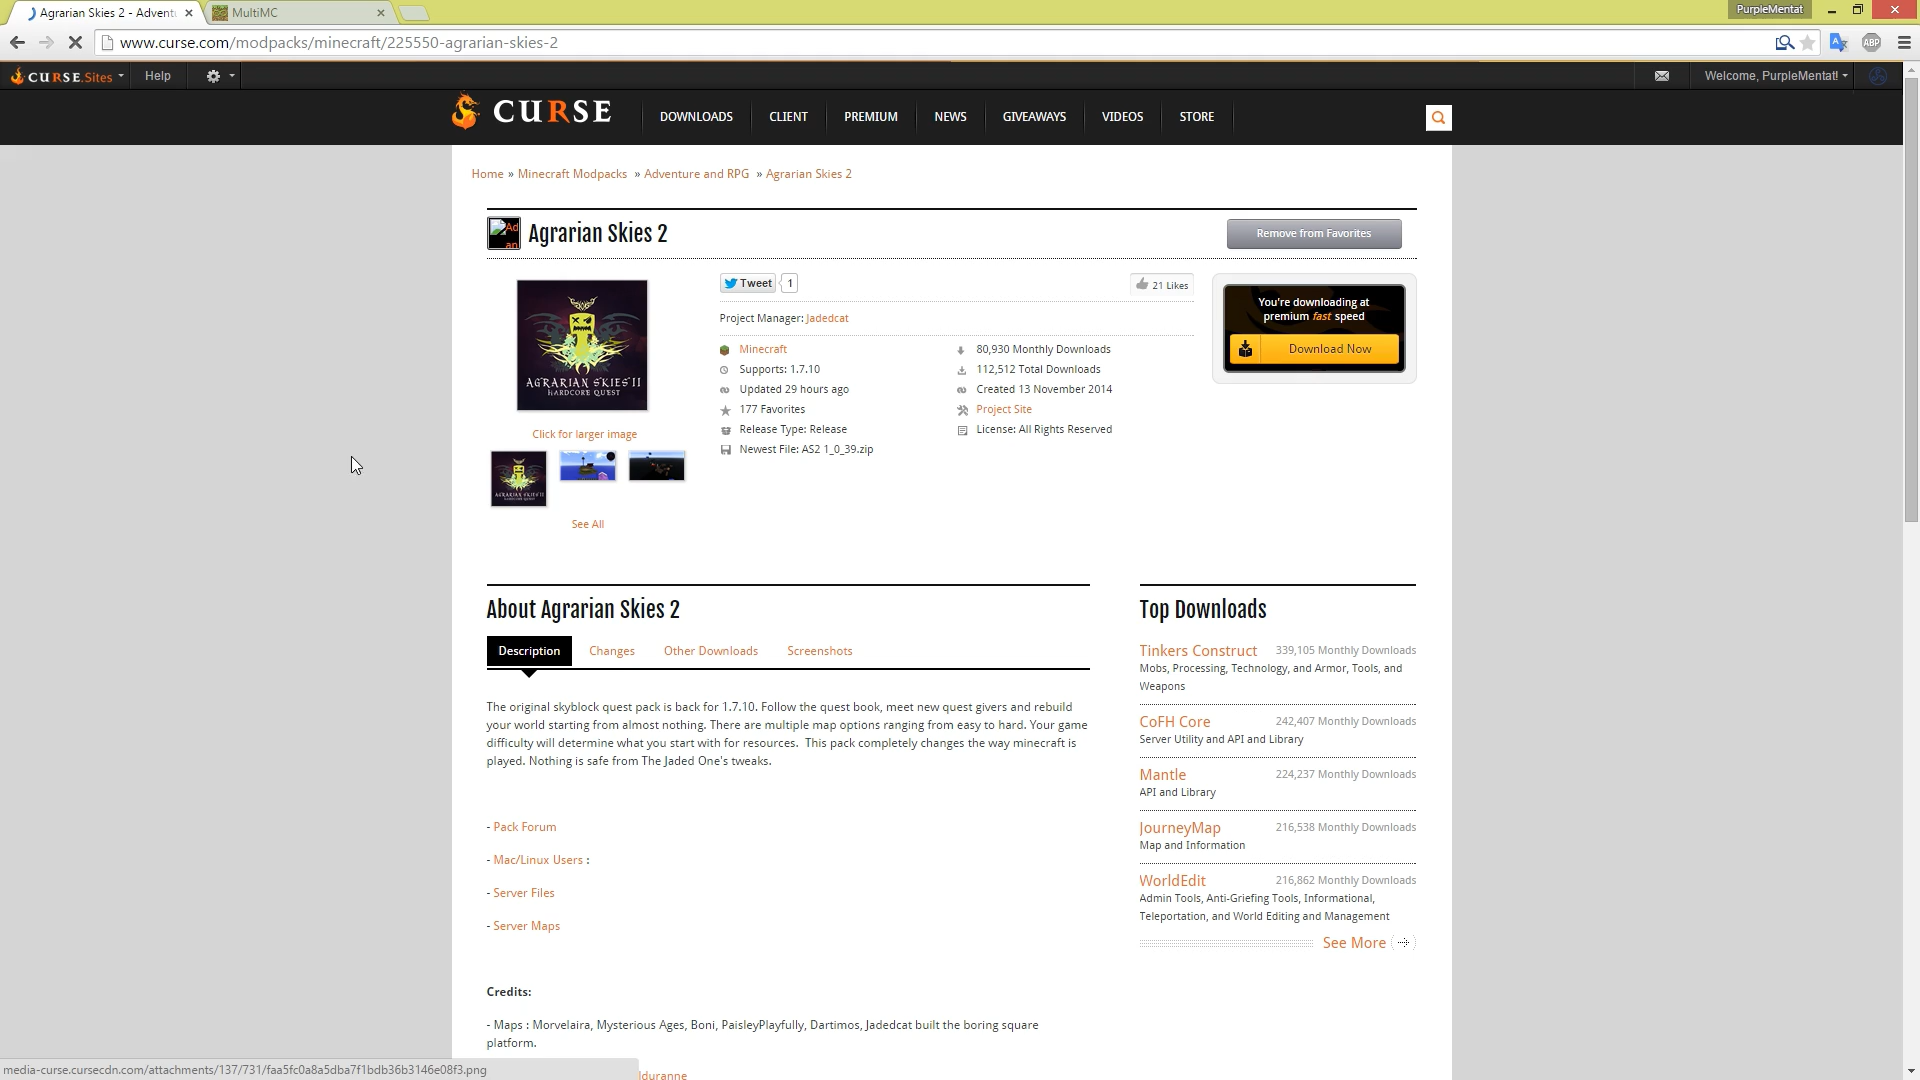 Agrarian Skies 2 - Advent
MultiMC
PurpleMentat
www.curse.com/modpacks/minecraft/225550-agrarian-skies-2
ABP
CURSE.Sites
Help
Welcome, PurpleMentat!
CURSE
DOWNLOADS
CLIENT
PREMIUM
NEWS
GIVEAWAYS
VIDEOS
STORE
Home » Minecraft Modpacks » Adventure and RPG » Agrarian Skies 2
Ad
an
Agrarian Skies 2
Remove from Favorites
Tweet
1
21 Likes
You're downloading at
premium fast speed
Download Now
Project Manager: Jadedcat
AGRARIAN SKIES II
HARDCORE QUEST
Minecraft
80,930 Monthly Downloads
Supports: 1.7.10
112,512 Total Downloads
Updated 29 hours ago
Created 13 November 2014
177 Favorites
Project Site
Release Type: Release
License: All Rights Reserved
Newest File: AS2 1_0_39.zip
Click for larger image
AGRARIAN SKIES II
See All
About Agrarian Skies 2
Description
Changes
Other Downloads
Screenshots
The original skyblock quest pack is back for 1.7.10. Follow the quest book, meet new quest givers and rebuild
your world starting from almost nothing. There are multiple map options ranging from easy to hard. Your game
difficulty will determine what you start with for resources.  This pack completely changes the way minecraft is
played. Nothing is safe from The Jaded One's tweaks.
- Pack Forum
- Mac/Linux Users :
- Server Files
- Server Maps
Credits:
- Maps : Morvelaira, Mysterious Ages, Boni, PaisleyPlayfully, Dartimos, Jadedcat built the boring square
platform.
lduranne
Top Downloads
Tinkers Construct
339,105 Monthly Downloads
Mobs, Processing, Technology, and Armor, Tools, and
Weapons
CoFH Core
242,407 Monthly Downloads
Server Utility and API and Library
Mantle
224,237 Monthly Downloads
API and Library
JourneyMap
216,538 Monthly Downloads
Map and Information
WorldEdit
216,862 Monthly Downloads
Admin Tools, Anti-Griefing Tools, Informational,
Teleportation, and World Editing and Management
See More
media-curse.cursecdn.com/attachments/137/731/faa5fc0a8a5dba7f1bdb36b3146e08f3.png